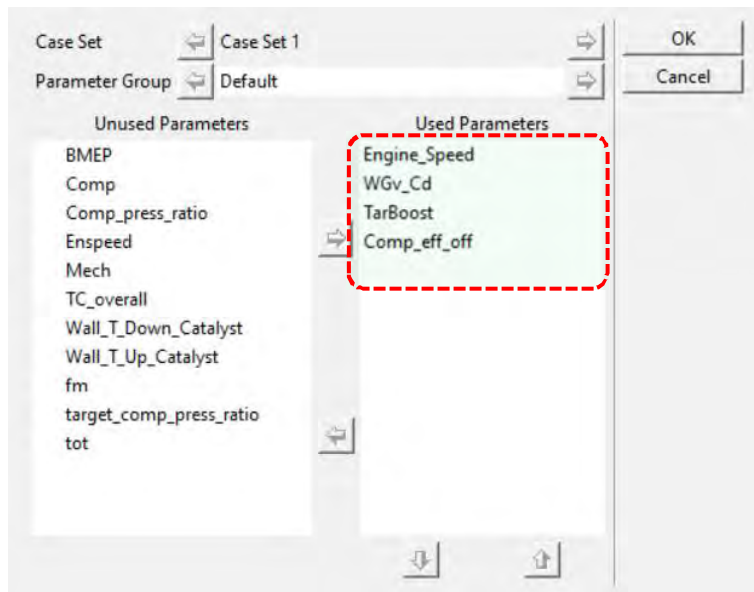 Case Set Case Set 1 OK
Parameter Group Default Cancel
Unused Parameters
BMEP
Comp
Comp_press_ratio
Enspeed
Mech
TC_overall
Wall_T_Down_Catalyst
Wall_T_Up_Catalyst
fm
target_comp_press_ratio
tot
Used Parameters
Engine_Speed
WGv_Cd
TarBoost
Comp_eff_off